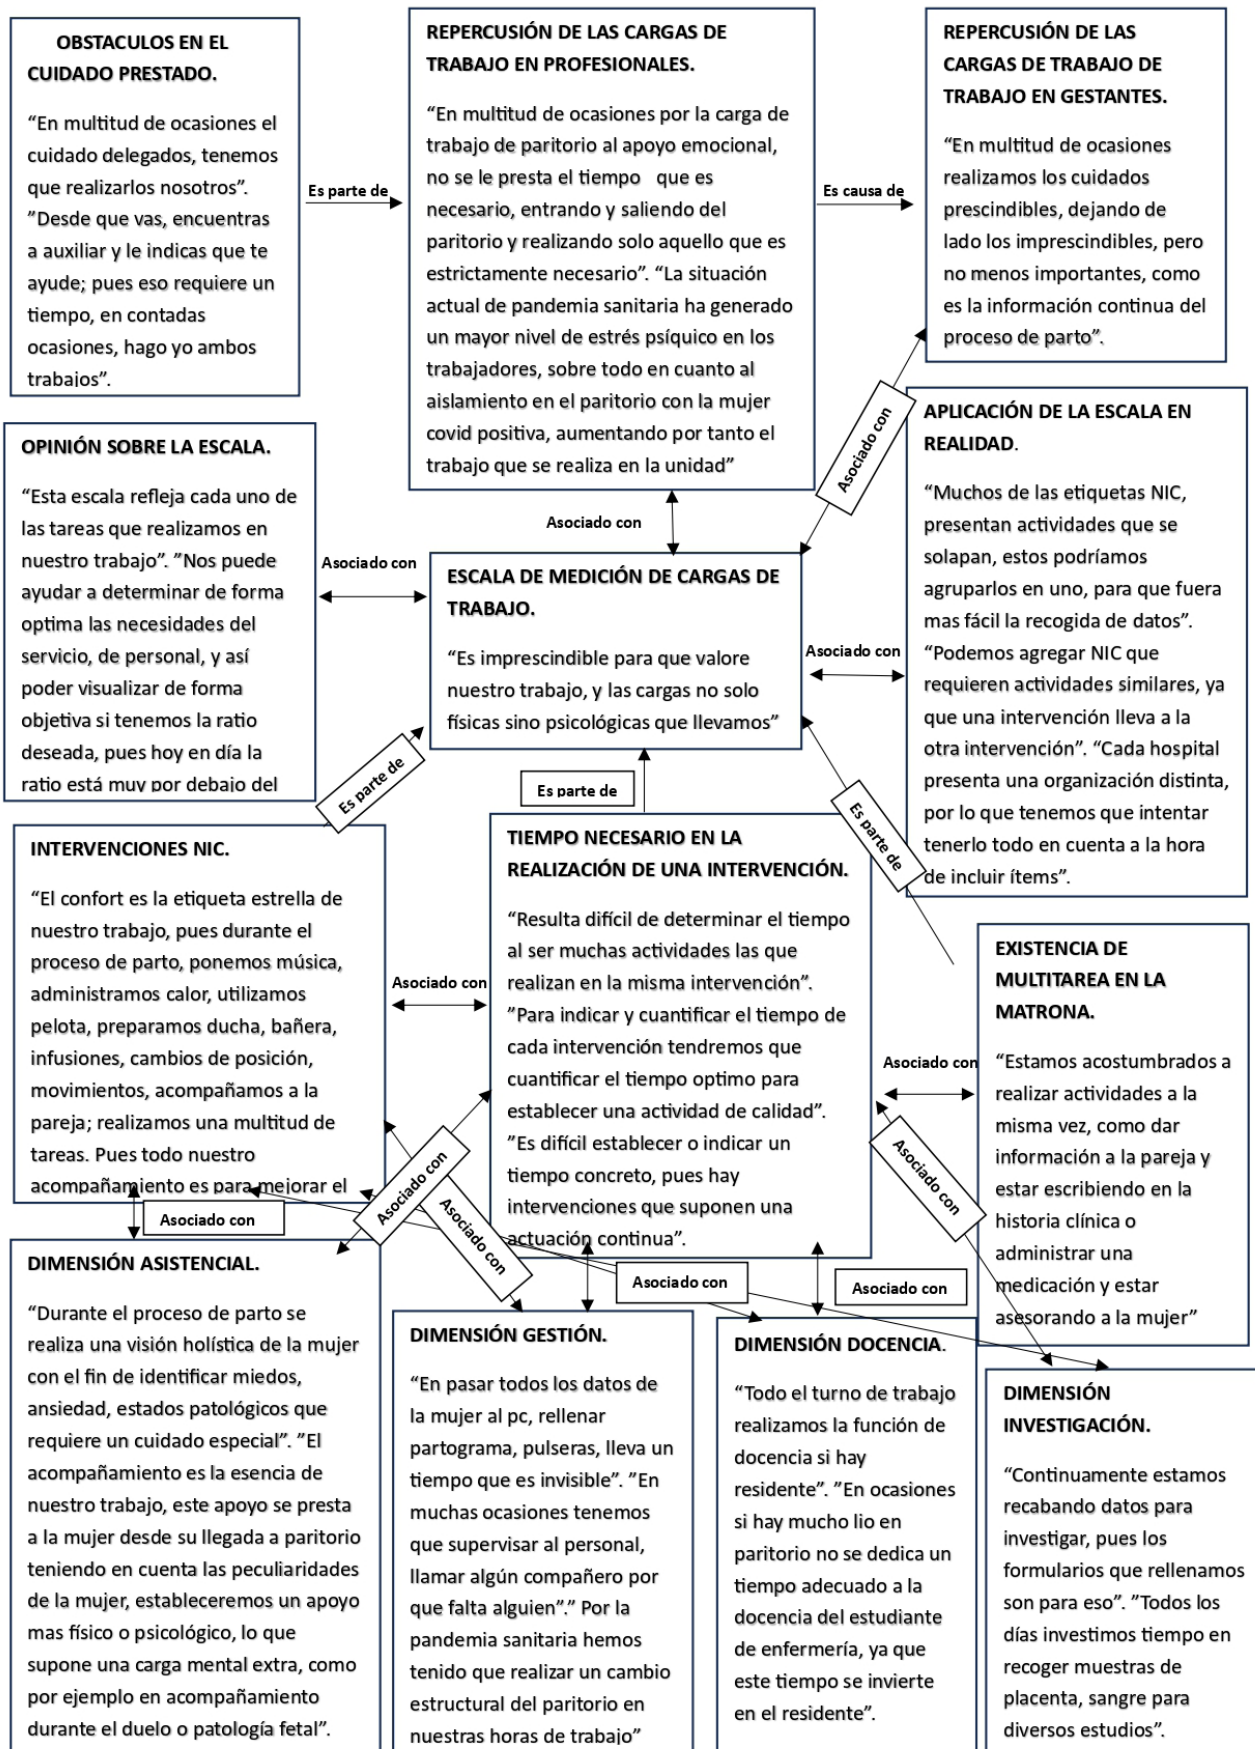 OBSTACULOS EN EL
CUIDADO PRESTADO.
“En multitud de ocasiones el
cuidado delegados, tenemos
que realizarlos nosotros”.
”Desde que vas, encuentras
a auxiliar y le indicas que te
ayude; pues eso requiere un
tiempo, en contadas
ocasiones, hago yo ambos
trabajos”.
Es parte de
REPERCUSIÓN DE LAS CARGAS DE
TRABAJO EN PROFESIONALES.
“En multitud de ocasiones por la carga de
trabajo de paritorio al apoyo emocional,
no se le presta el tiempo que es
necesario, entrando y saliendo del
paritorio y realizando solo aquello que es
estrictamente necesario”. “La situación
actual de pandemia sanitaria ha generado
un mayor nivel de estrés psíquico en los
trabajadores, sobre todo en cuanto al
aislamiento en el paritorio con la mujer
covid positiva, aumentando por tanto el
trabajo que se realiza en la unidad”
Es causa de
REPERCUSIÓN DE LAS
CARGAS DE TRABAJO DE
TRABAJO EN GESTANTES.
“En multitud de ocasiones
realizamos los cuidados
prescindibles, dejando de
lado los imprescindibles, pero
no menos importantes, como
es la información continua del
proceso de parto”.
Asociado con
Asociado con
OPINIÓN SOBRE LA ESCALA.
“Esta escala refleja cada uno de
las tareas que realizamos en
nuestro trabajo”. ”Nos puede
ayudar a determinar de forma
optima las necesidades del
servicio, de personal, y así
poder visualizar de forma
objetiva si tenemos la ratio
deseada, pues hoy en día la
ratio está muy por debajo del
Asociado con
ESCALA DE MEDICIÓN DE CARGAS DE
TRABAJO.
“Es imprescindible para que valore
nuestro trabajo, y las cargas no solo
físicas sino psicológicas que llevamos”
Asociado con
APLICACIÓN DE LA ESCALA EN
REALIDAD.
“Muchos de las etiquetas NIC,
presentan actividades que se
solapan, estos podríamos
agruparlos en uno, para que fuera
mas fácil la recogida de datos”.
“Podemos agregar NIC que
requieren actividades similares, ya
que una intervención lleva a la
otra intervención”. “Cada hospital
presenta una organización distinta,
por lo que tenemos que intentar
tenerlo todo en cuenta a la hora
de incluir ítems”.
Es parte de
Es parte de
Es parte de
INTERVENCIONES NIC.
“El confort es la etiqueta estrella de
nuestro trabajo, pues durante el
proceso de parto, ponemos música,
administramos calor, utilizamos
pelota, preparamos ducha, bañera,
infusiones, cambios de posición,
movimientos, acompañamos a la
pareja; realizamos una multitud de
tareas. Pues todo nuestro
acompañamiento es para mejorar el
Asociado con
TIEMPO NECESARIO EN LA
REALIZACIÓN DE UNA INTERVENCIÓN.
“Resulta difícil de determinar el tiempo
al ser muchas actividades las que
realizan en la misma intervención”.
”Para indicar y cuantificar el tiempo de
cada intervención tendremos que
cuantificar el tiempo optimo para
establecer una actividad de calidad”.
”Es difícil establecer o indicar un
tiempo concreto, pues hay
intervenciones que suponen una
actuación continua”.
Asociado con
EXISTENCIA DE
MULTITAREA EN LA
MATRONA.
“Estamos acostumbrados a
realizar actividades a la
misma vez, como dar
información a la pareja y
estar escribiendo en la
historia clínica o
administrar una
medicación y estar
asesorando a la mujer”
Asociado con
Asociado con
Asociado con
Asociado con
Asociado con
Asociado con
DIMENSIÓN ASISTENCIAL.
“Durante el proceso de parto se
realiza una visión holística de la mujer
con el fin de identificar miedos,
ansiedad, estados patológicos que
requiere un cuidado especial”. ”El
acompañamiento es la esencia de
nuestro trabajo, este apoyo se presta
a la mujer desde su llegada a paritorio
teniendo en cuenta las peculiaridades
de la mujer, estableceremos un apoyo
mas físico o psicológico, lo que
supone una carga mental extra, como
por ejemplo en acompañamiento
durante el duelo o patología fetal”.
DIMENSIÓN GESTIÓN.
“En pasar todos los datos de
la mujer al pc, rellenar
partograma, pulseras, lleva un
tiempo que es invisible”. ”En
muchas ocasiones tenemos
que supervisar al personal,
llamar algún compañero por
que falta alguien”.” Por la
pandemia sanitaria hemos
tenido que realizar un cambio
estructural del paritorio en
nuestras horas de trabajo”
DIMENSIÓN DOCENCIA.
“Todo el turno de trabajo
realizamos la función de
docencia si hay
residente”. ”En ocasiones
si hay mucho lio en
paritorio no se dedica un
tiempo adecuado a la
docencia del estudiante
de enfermería, ya que
este tiempo se invierte
en el residente”.
DIMENSIÓN
INVESTIGACIÓN.
“Continuamente estamos
recabando datos para
investigar, pues los
formularios que rellenamos
son para eso”. ”Todos los
días investimos tiempo en
recoger muestras de
placenta, sangre para
diversos estudios”.